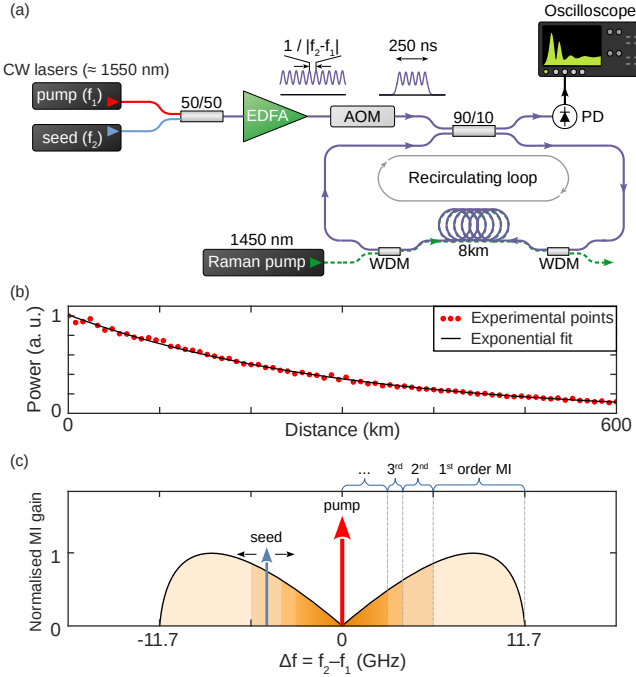 (a)
Oscilloscope
1 / |f2-f1|
250 ns
CW lasers (≈ 1550 nm)
pump (f1)
seed (f2)
50/50
EDFA
AOM
90/10
PD
Recirculating loop
1450 nm
Raman pump
WDM
8km
WDM
(b)
Power (a. u.)
1
0
Experimental points
Exponential fit
0
Distance (km)
600
(c)
... 3rd 2nd 1st order MI
pump
seed
Normalised MI gain
1
0
-11.7
0
11.7
Δf = f2–f1 (GHz)